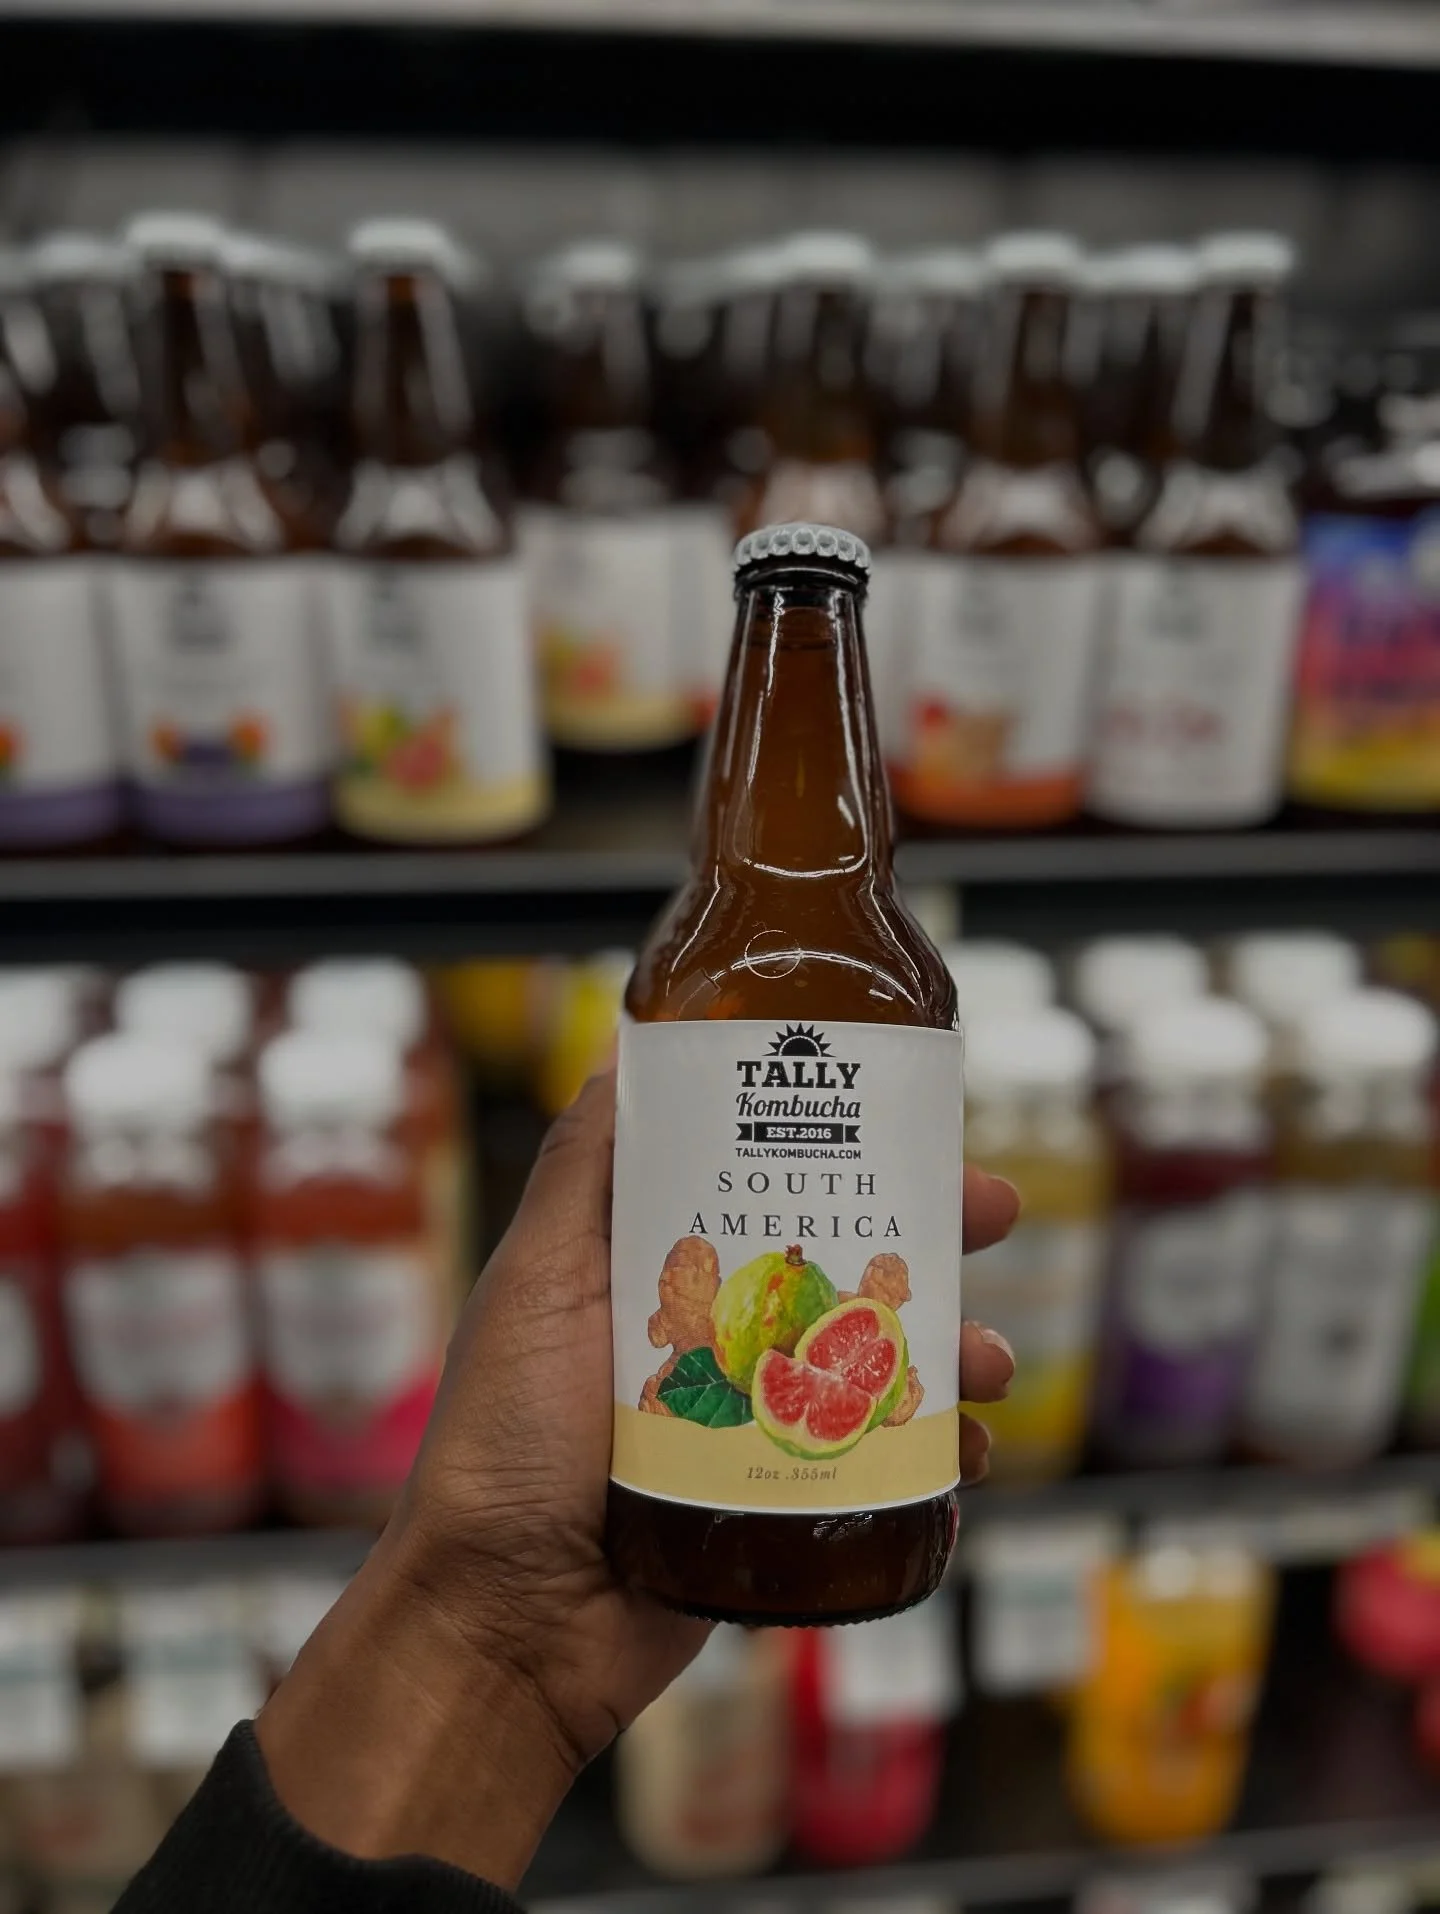 TALLY
Kombucha
EST.2016
TALLYKOMBUCHA.COM
SOUTH
AMERICA
12oz .355ml